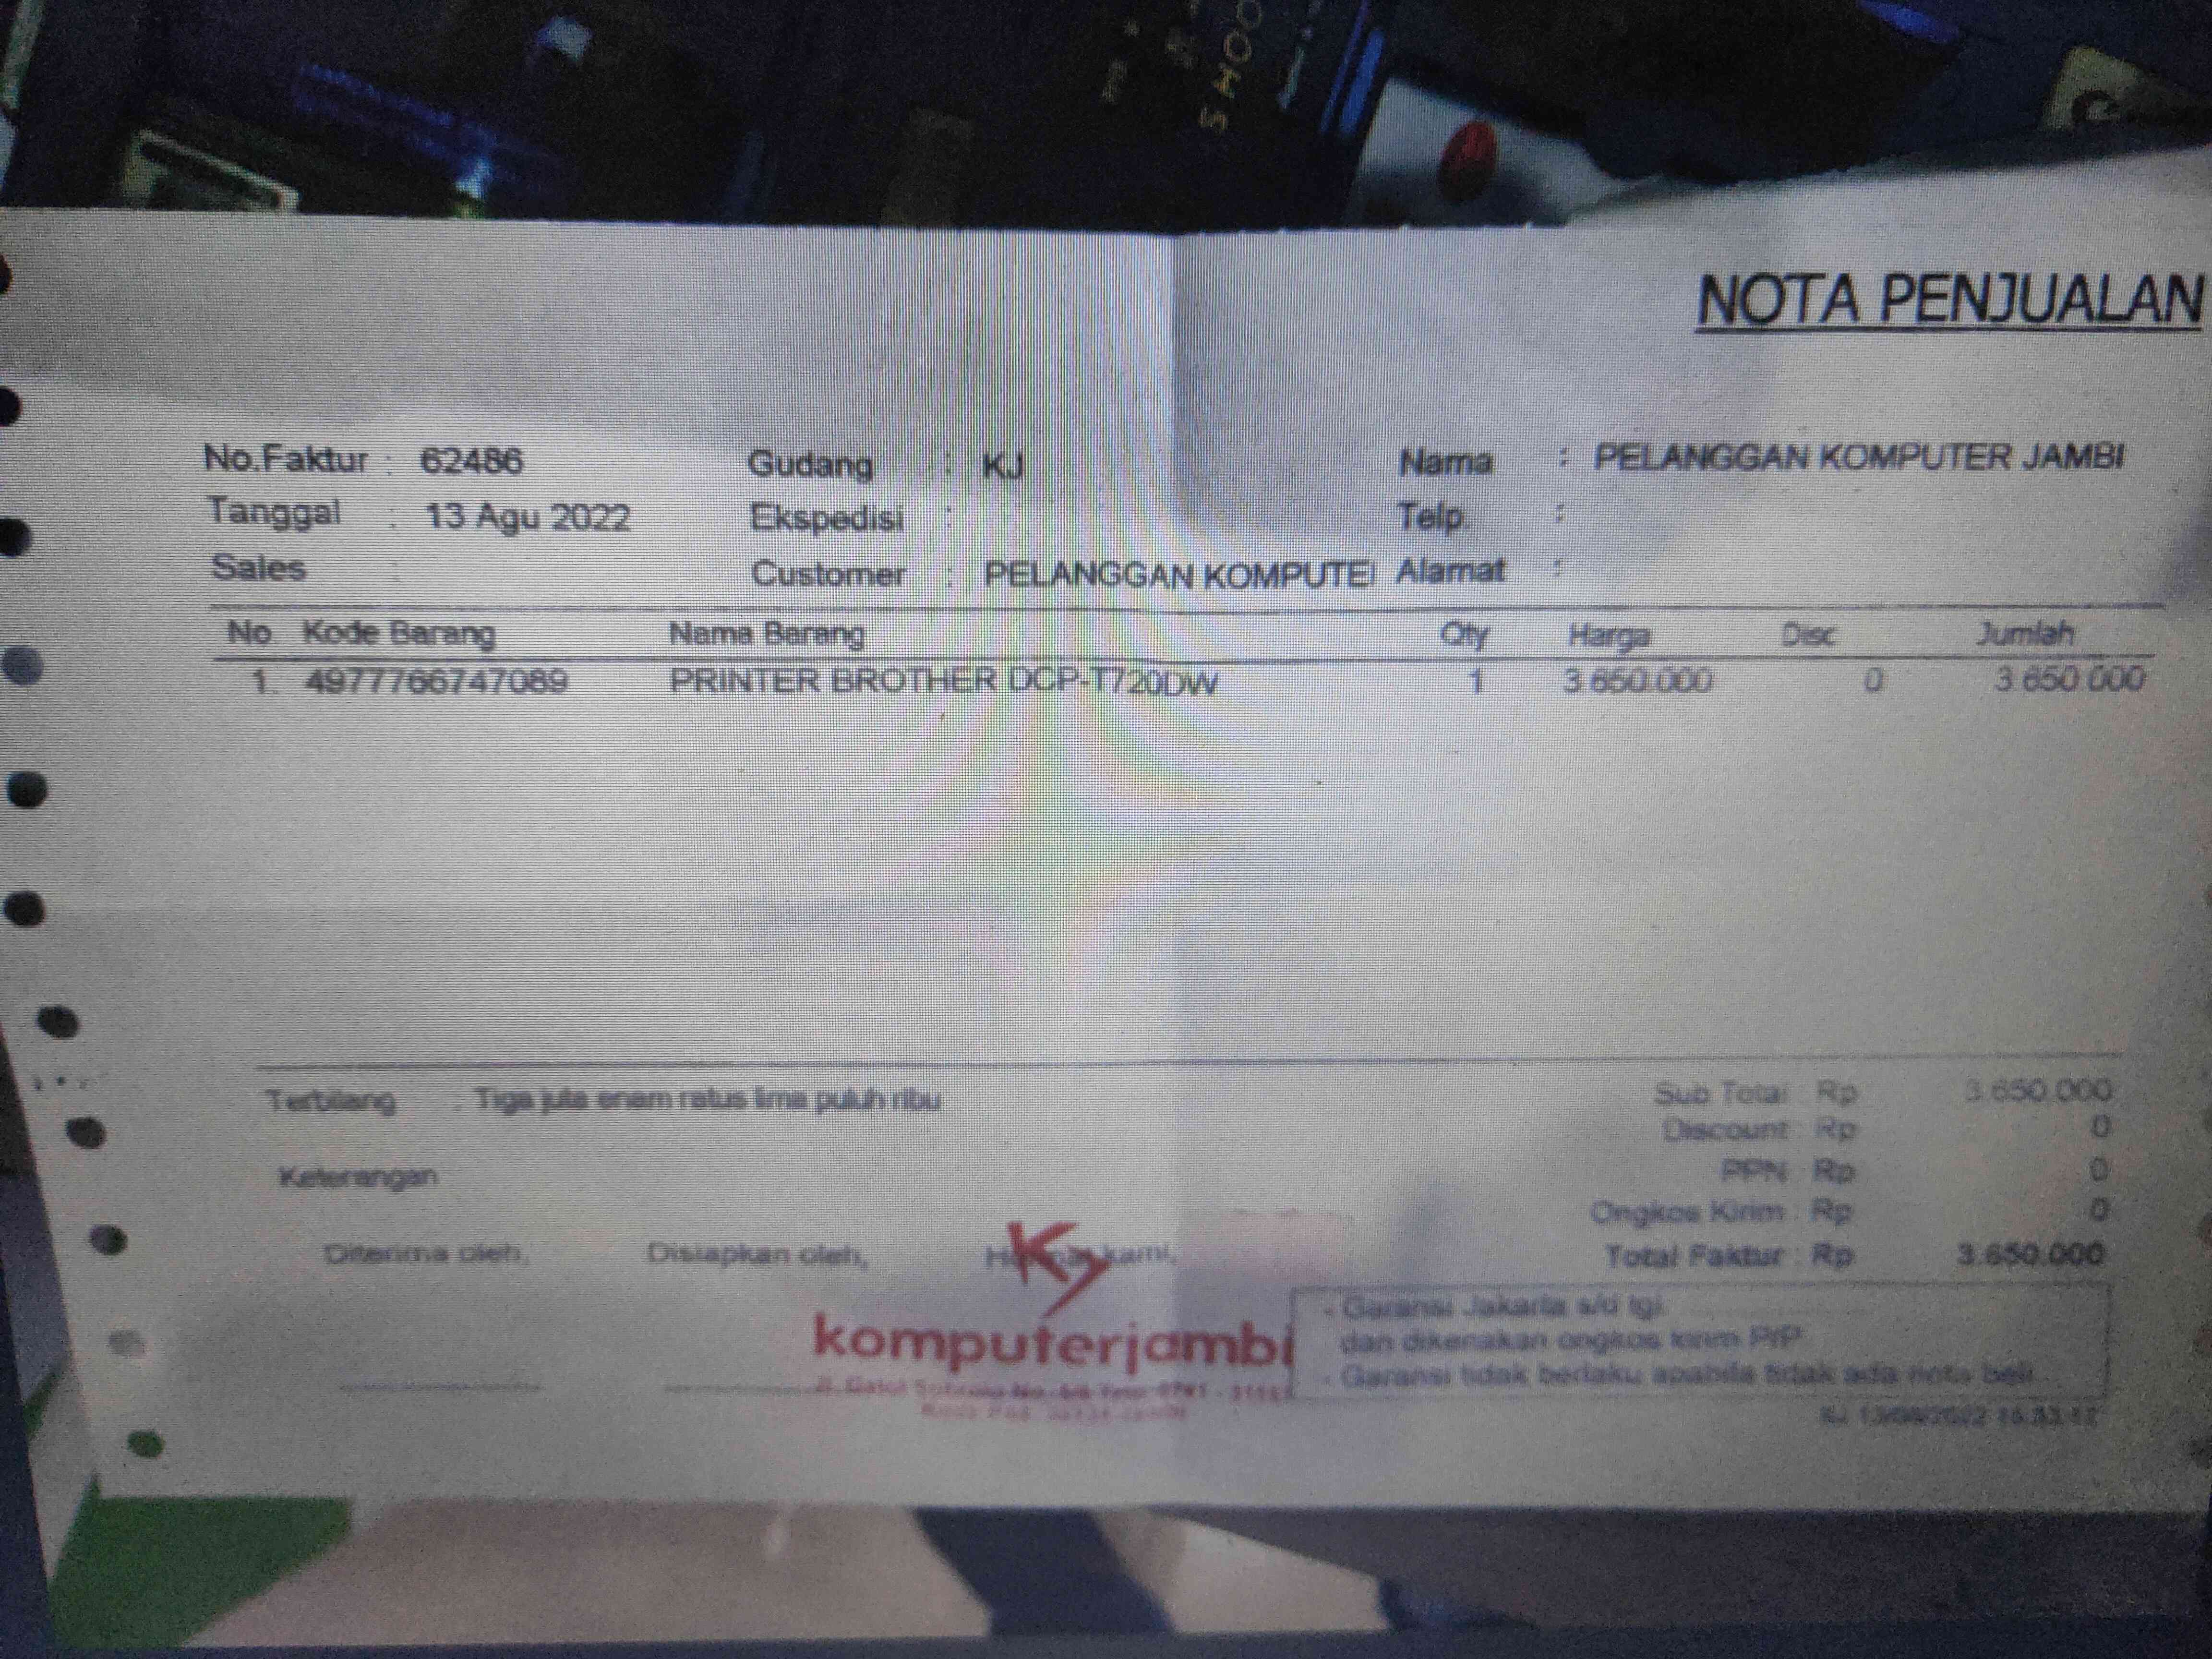 NOTA PENJUALAN
No.Faktur : 62486 Gudang : KJ Nama : PELANGGAN KOMPUTER JAMBI
Tanggal : 13 Agu 2022 Ekspedisi : Telp. :
Sales : Customer : PELANGGAN KOMPUTE Alamat :
No Kode Barang Nama Barang Qty Harga Disc Jumlah
1. 4977766747089 PRINTER BROTHER DCP-T720DW 1 3.650.000 0 3.650.000
Terbilang : Tiga juta enam ratus lima puluh ribu
Sub Total : Rp 3.650.000
Discount : Rp 0
PPN : Rp 0
Keterangan
Ongkos Kirim : Rp 0
Total Faktur : Rp 3.650.000
Diterima oleh, Disiapkan oleh, kami,
KJ
komputerjambi
- Garansi Jakarta s/d tgl.
dan dikenakan ongkos kirim P/P
- Garansi tidak berlaku apabila tidak ada nota beli